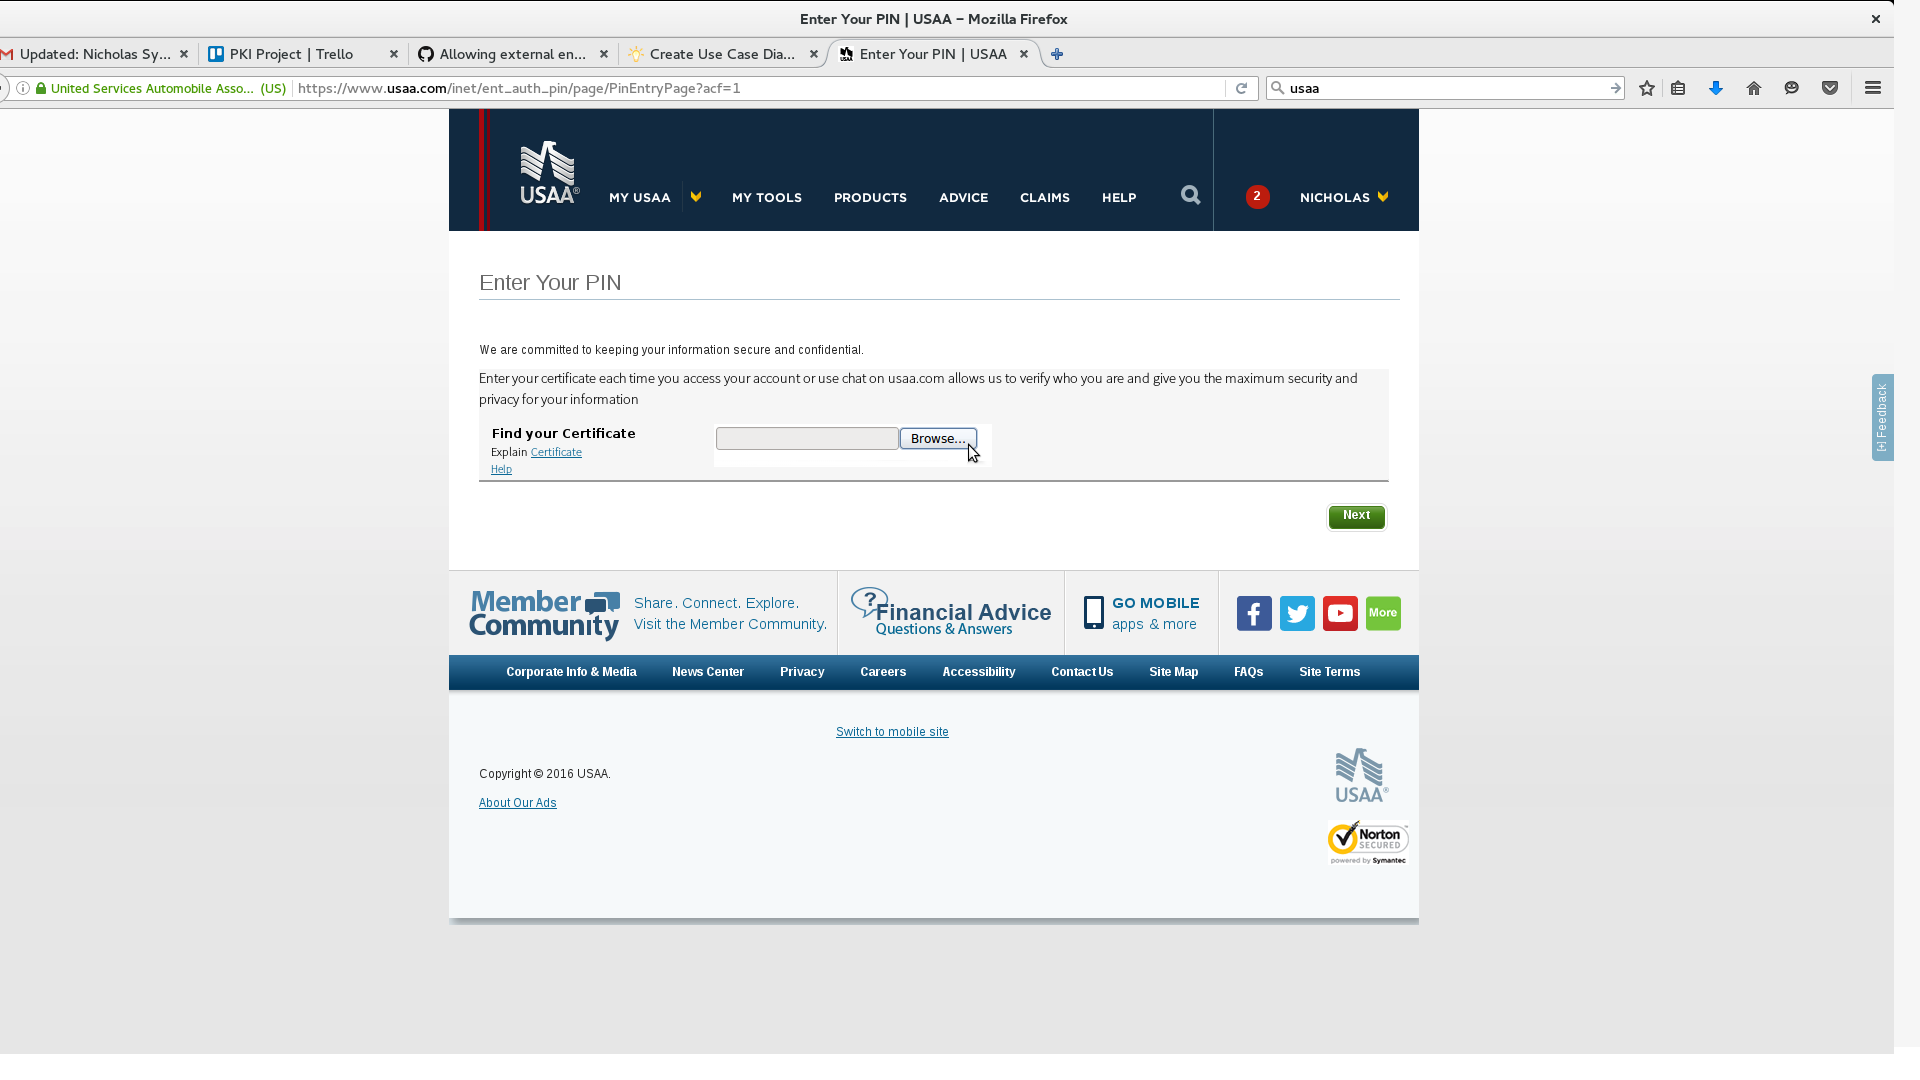 Enter Your PIN | USAA – Mozilla Firefox
Updated: Nicholas Sy...
PKI Project | Trello
Allowing external en...
Create Use Case Dia...
Enter Your PIN | USAA
United Services Automobile Asso... (US)
https://www.usaa.com/inet/ent_auth_pin/page/PinEntryPage?acf=1
usaa
USAA®
MY USAA
MY TOOLS
PRODUCTS
ADVICE
CLAIMS
HELP
2
NICHOLAS
Enter Your PIN
We are committed to keeping your information secure and confidential.
Enter your certificate each time you access your account or use chat on usaa.com allows us to verify who you are and give you the maximum security and
privacy for your information
Find your Certificate
Explain Certificate
Help
Browse...
[+] Feedback
Next
Member
Community
Share. Connect. Explore.
Visit the Member Community.
?
Financial Advice
Questions & Answers
GO MOBILE
apps & more
More
Corporate Info & Media
News Center
Privacy
Careers
Accessibility
Contact Us
Site Map
FAQs
Site Terms
Switch to mobile site
Copyright © 2016 USAA.
About Our Ads
USAA®
Norton
SECURED
powered by Symantec